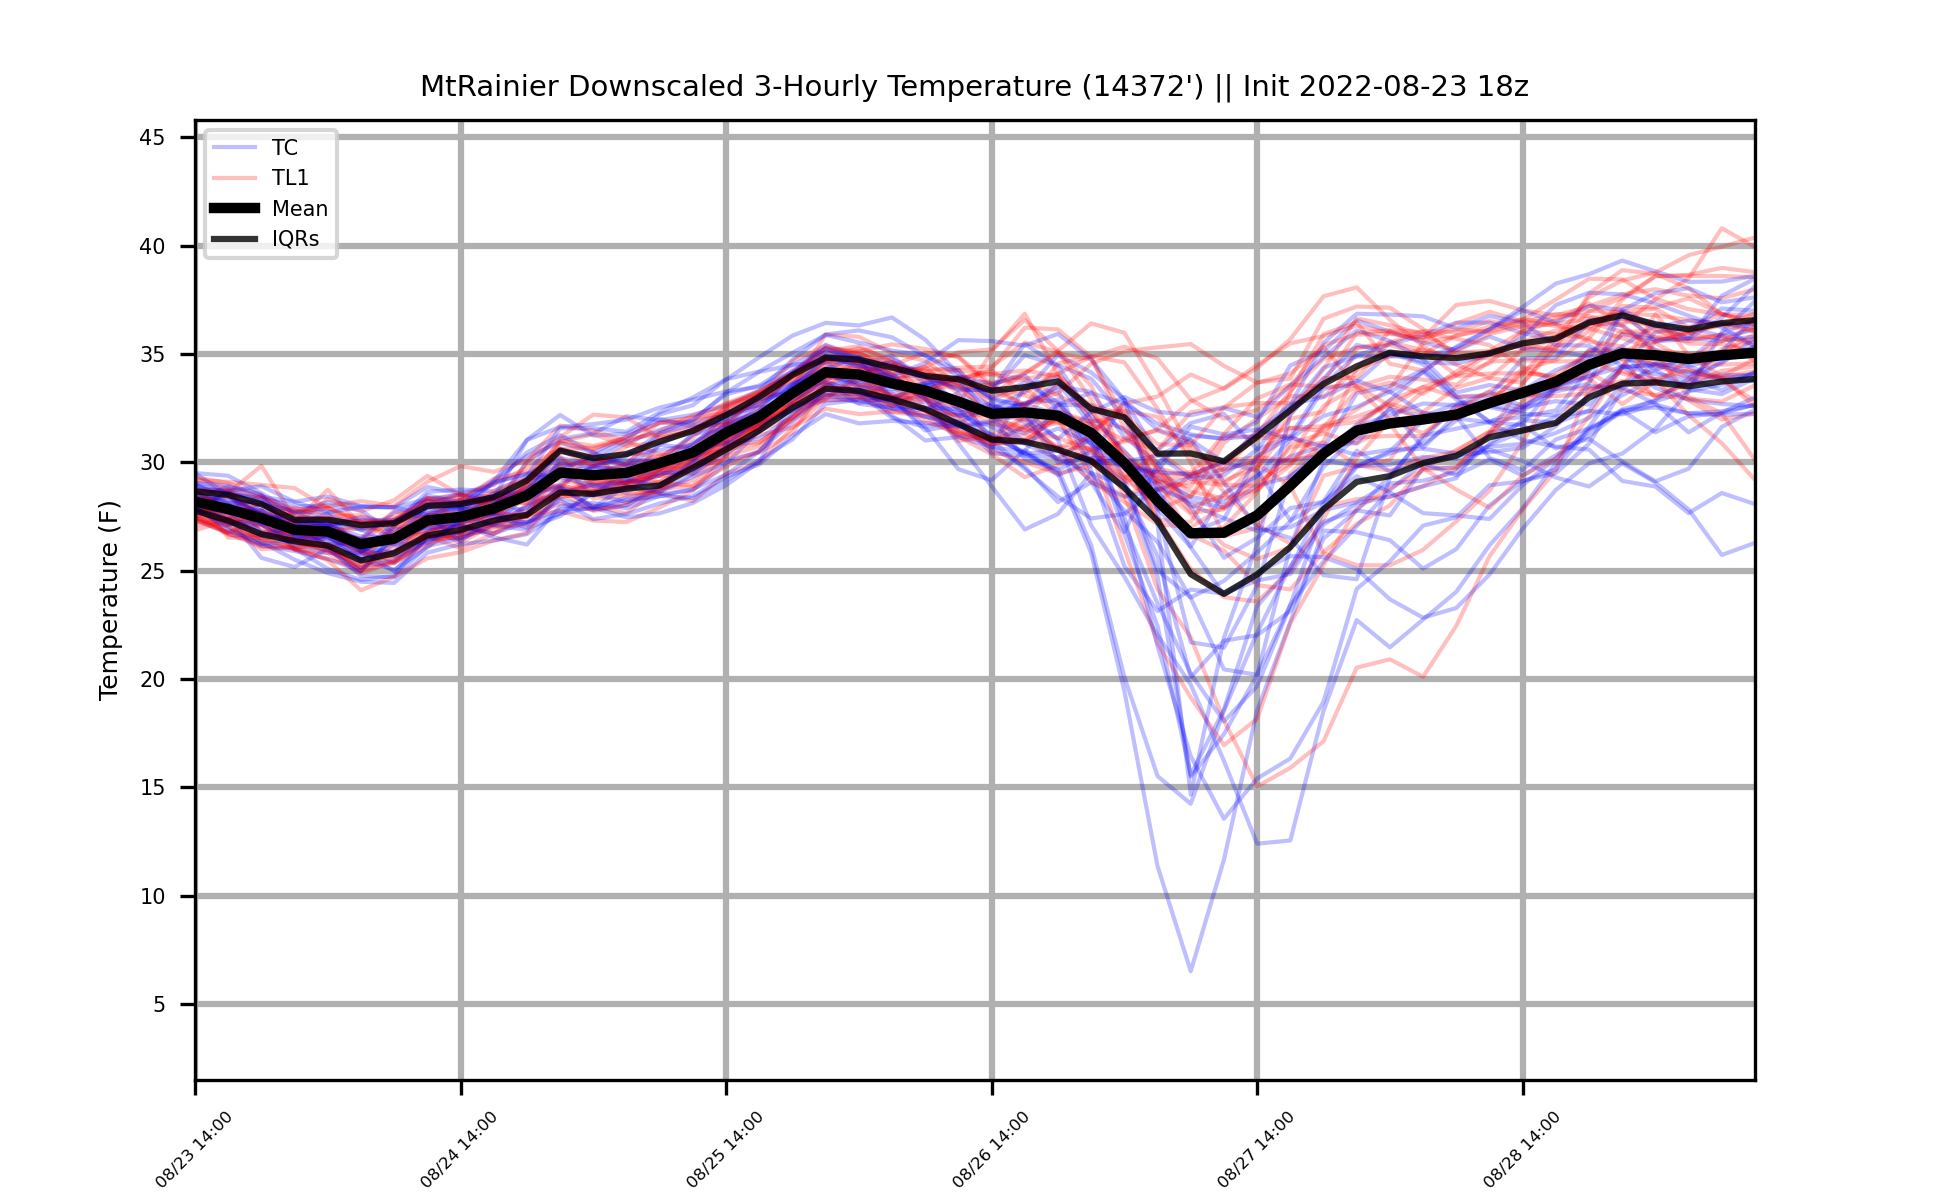 MtRainier Downscaled 3-Hourly Temperature (14372') || Init 2022-08-23 18z
TC
TL1
Mean
IQRs
Temperature (F)
45
40
35
30
25
20
15
10
5
08/23 14:00
08/24 14:00
08/25 14:00
08/26 14:00
08/27 14:00
08/28 14:00